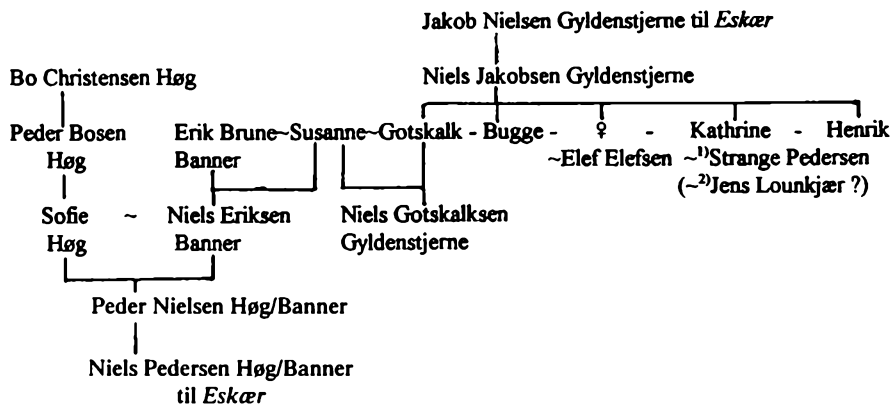 Jakob Nielsen Gyldenstjerne til Eskær
Bo Christensen Høg
Niels Jakobsen Gyldenstjerne
Peder Bosen Erik Brune~Susanne~Gotskalk - Bugge - ♀ - Kathrine - Henrik
Høg Banner ~Elef Elefsen ~1)Strange Pedersen
(~2)Jens Lounkjær ?)
Sofie ~ Niels Eriksen Niels Gotskalksen
Høg Banner Gyldenstjerne
Peder Nielsen Høg/Banner
Niels Pedersen Høg/Banner
til Eskær